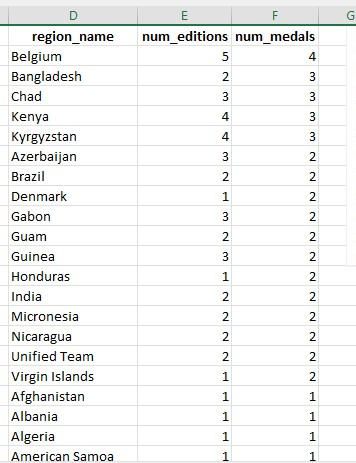 D E F G
region_name num_editions num_medals
Belgium 5 4
Bangladesh 2 3
Chad 3 3
Kenya 4 3
Kyrgyzstan 4 3
Azerbaijan 3 2
Brazil 2 2
Denmark 1 2
Gabon 3 2
Guam 2 2
Guinea 3 2
Honduras 1 2
India 2 2
Micronesia 2 2
Nicaragua 2 2
Unified Team 2 2
Virgin Islands 1 2
Afghanistan 1 1
Albania 1 1
Algeria 1 1
American Samoa 1 1